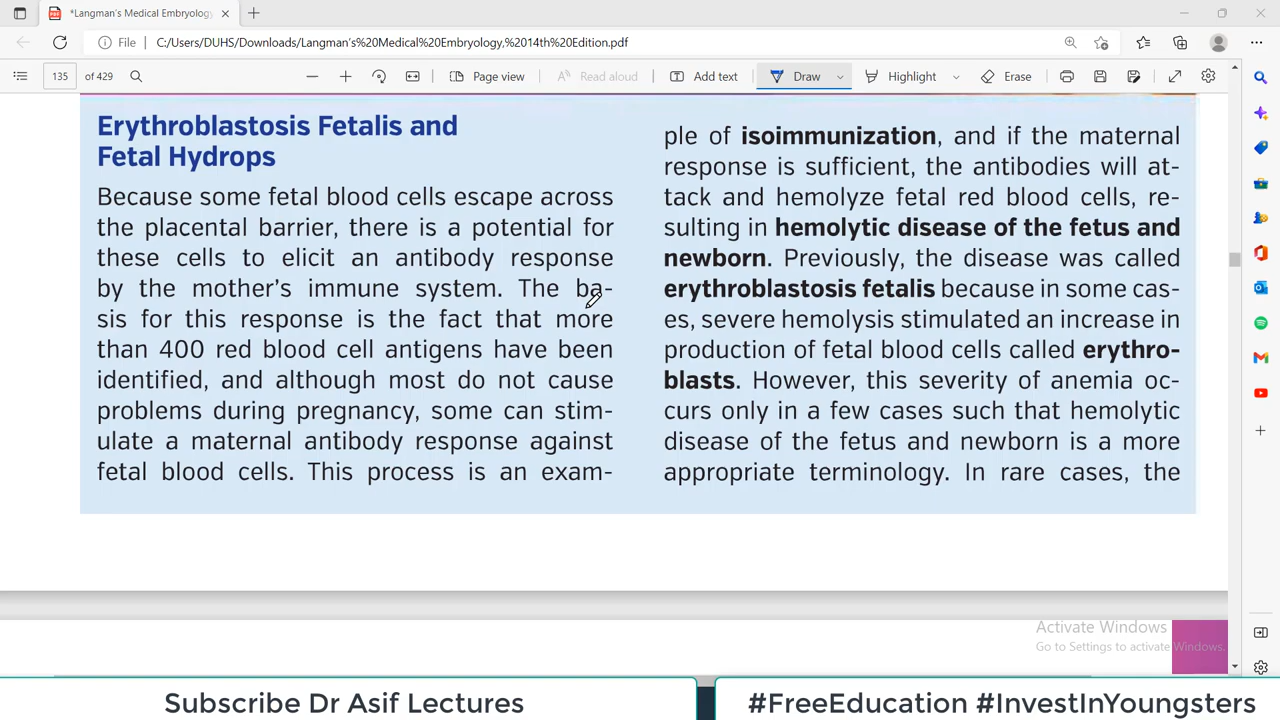 *Langman's Medical Embryology,
File
C:/Users/DUHS/Downloads/Langman's%20Medical%20Embryology,%2014th%20Edition.pdf
135
of 429
Page view
Read aloud
Add text
Draw
Highlight
Erase
Erythroblastosis Fetalis and
Fetal Hydrops
Because some fetal blood cells escape across
the placental barrier, there is a potential for
these cells to elicit an antibody response
by the mother's immune system. The ba-
sis for this response is the fact that more
than 400 red blood cell antigens have been
identified, and although most do not cause
problems during pregnancy, some can stim-
ulate a maternal antibody response against
fetal blood cells. This process is an exam-
ple of isoimmunization, and if the maternal
response is sufficient, the antibodies will at-
tack and hemolyze fetal red blood cells, re-
sulting in hemolytic disease of the fetus and
newborn. Previously, the disease was called
erythroblastosis fetalis because in some cas-
es, severe hemolysis stimulated an increase in
production of fetal blood cells called erythro-
blasts. However, this severity of anemia oc-
curs only in a few cases such that hemolytic
disease of the fetus and newborn is a more
appropriate terminology. In rare cases, the
Activate Windows
Go to Settings to activate Windows.
Subscribe Dr Asif Lectures
#FreeEducation #InvestInYoungsters